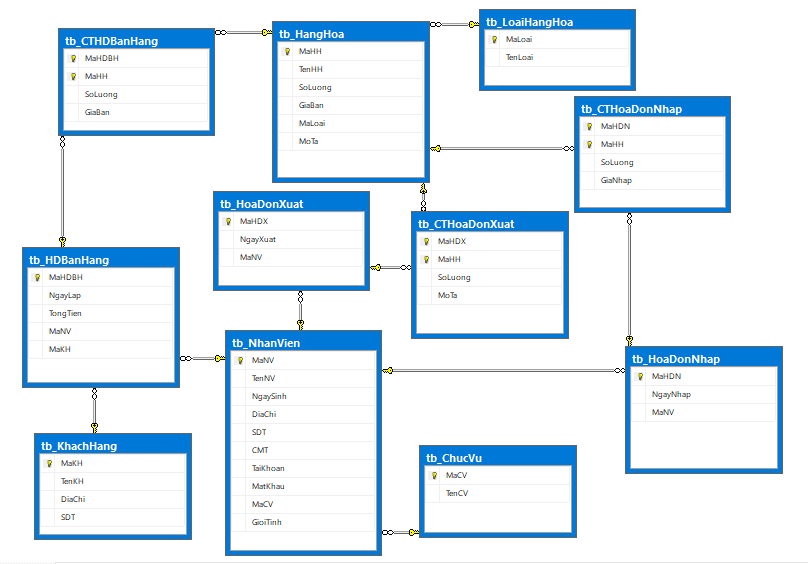 tb_CTHDBanHang
MaHDBH
MaHH
SoLuong
GiaBan
tb_HangHoa
MaHH
TenHH
SoLuong
GiaBan
MaLoai
MoTa
tb_LoaiHangHoa
MaLoai
TenLoai
tb_CTHoaDonNhap
MaHDN
MaHH
SoLuong
GiaNhap
tb_HoaDonXuat
MaHDX
NgayXuat
MaNV
tb_CTHoaDonXuat
MaHDX
MaHH
SoLuong
MoTa
tb_HDBanHang
MaHDBH
NgayLap
TongTien
MaNV
MaKH
tb_NhanVien
MaNV
TenNV
NgaySinh
DiaChi
SDT
CMT
TaiKhoan
MatKhau
MaCV
GioiTinh
tb_HoaDonNhap
MaHDN
NgayNhap
MaNV
tb_KhachHang
MaKH
TenKH
DiaChi
SDT
tb_ChucVu
MaCV
TenCV